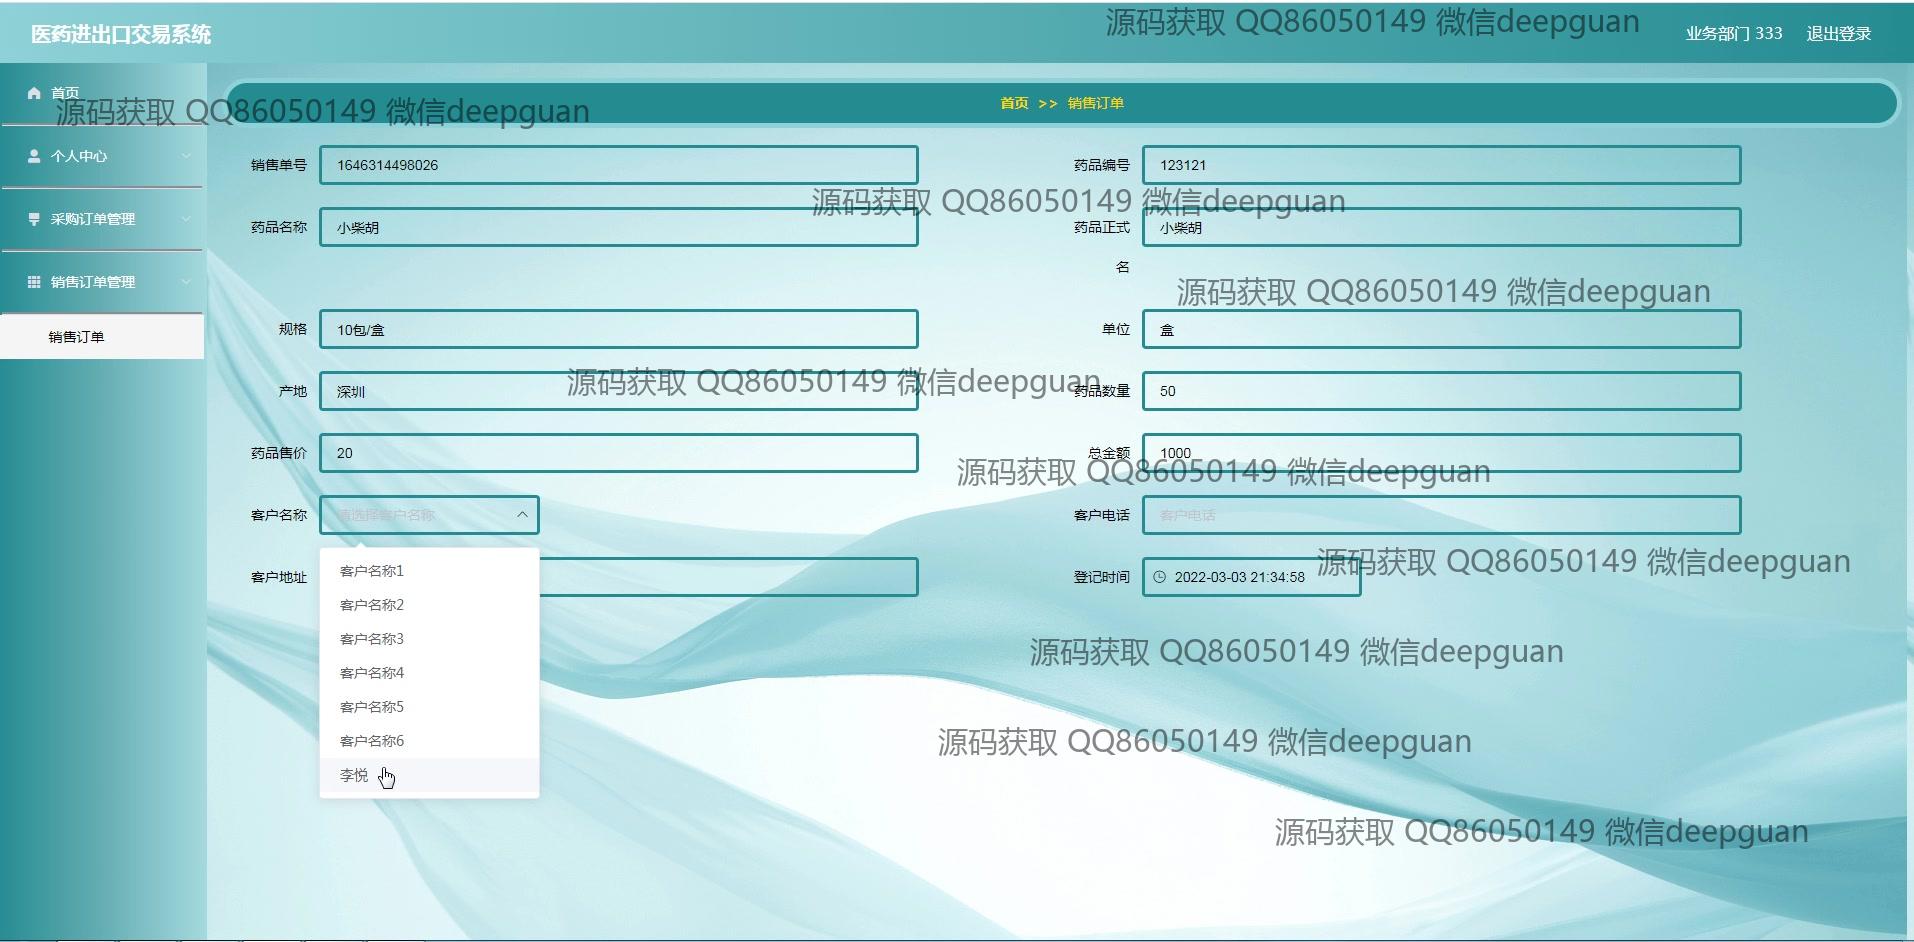 医药进出口交易系统
源码获取 QQ86050149 微信deepguan
业务部门 333
退出登录
首页
源码获取 QQ86050149 微信deepguan
首页 >> 销售订单
个人中心
采购订单管理
销售订单管理
销售订单
销售单号 1646314498026
药品编号 123121
源码获取 QQ86050149 微信deepguan
药品名称 小柴胡
药品正式名 小柴胡
源码获取 QQ86050149 微信deepguan
规格 10包/盒
单位 盒
源码获取 QQ86050149 微信deepguan
产地 深圳
药品数量 50
药品售价 20
总金额 1000
源码获取 QQ86050149 微信deepguan
客户名称 请选择客户名称
客户电话 客户电话
源码获取 QQ86050149 微信deepguan
客户地址
登记时间 2022-03-03 21:34:58
客户名称1
客户名称2
客户名称3
客户名称4
客户名称5
客户名称6
李悦
源码获取 QQ86050149 微信deepguan
源码获取 QQ86050149 微信deepguan
源码获取 QQ86050149 微信deepguan